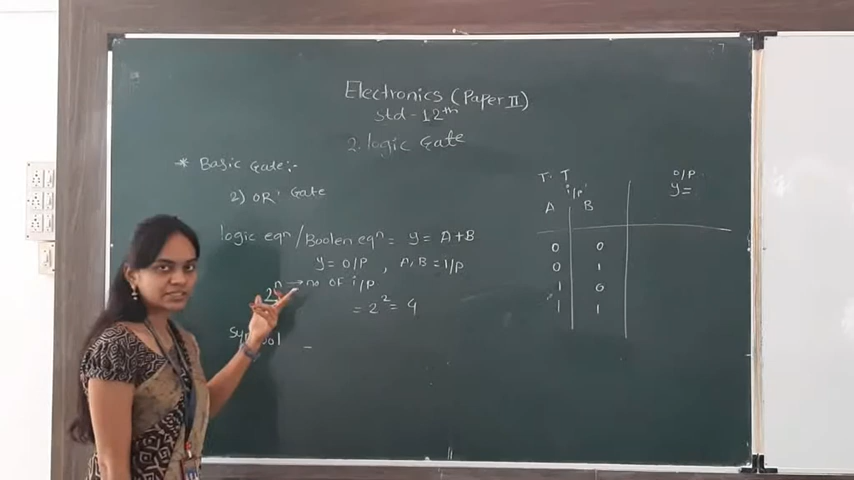 Electronics (Paper II)
std - 12th
2. logic Gate
* Basic Gate:-
2) OR Gate
logic eqn/Boolen eqn = y = A+B
y = O/P , A,B = I/P
2n → no OF i/p
= 2² = 4
Symbol
T. T
i/p O/P
A B y =
0 0
0 1
1 0
1 1